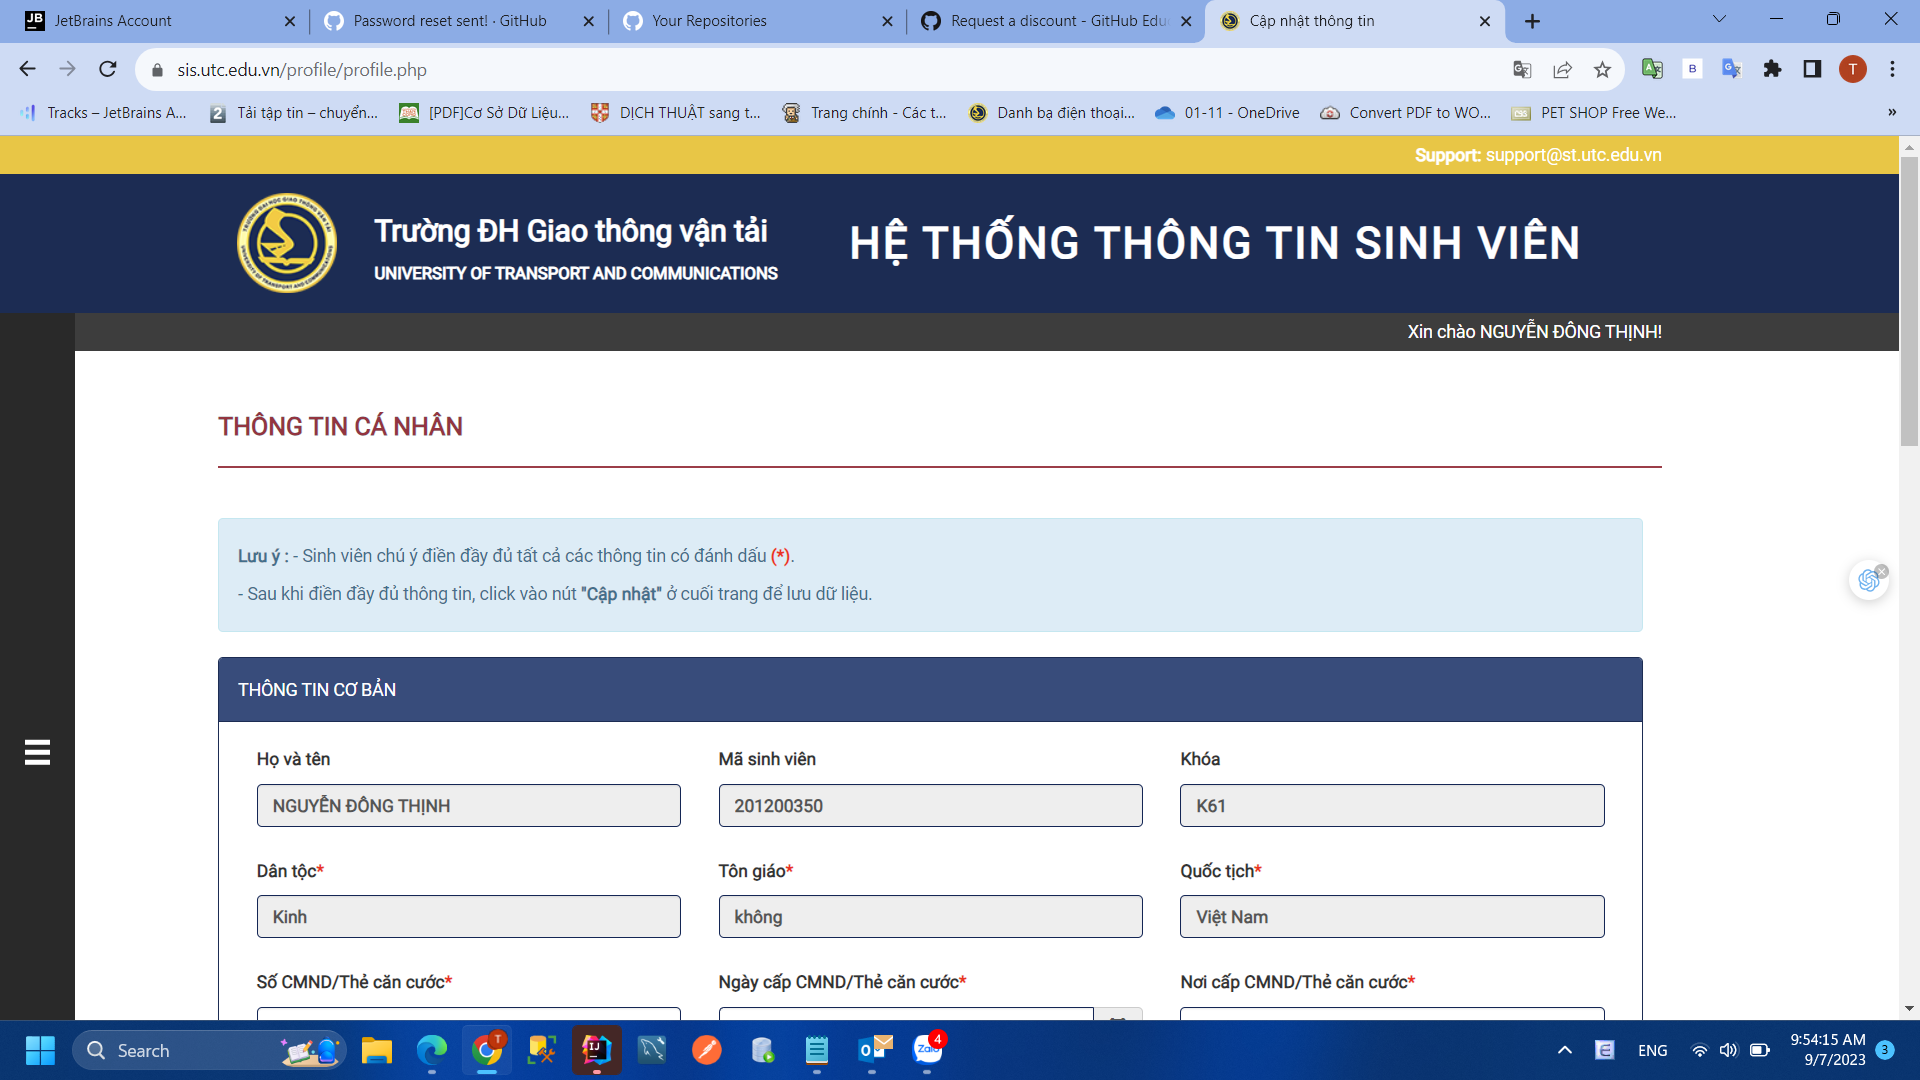 JetBrains Account
Password reset sent! · GitHub
Your Repositories
Request a discount - GitHub Edu
Cập nhật thông tin
sis.utc.edu.vn/profile/profile.php
T
Tracks – JetBrains A...
Tải tập tin – chuyển...
[PDF]Cơ Sở Dữ Liệu...
DỊCH THUẬT sang t...
Trang chính - Các t...
Danh bạ điện thoại...
01-11 - OneDrive
Convert PDF to WO...
PET SHOP Free We...
»
Support: support@st.utc.edu.vn
Trường ĐH Giao thông vận tải
UNIVERSITY OF TRANSPORT AND COMMUNICATIONS
HỆ THỐNG THÔNG TIN SINH VIÊN
Xin chào NGUYỄN ĐÔNG THỊNH!
THÔNG TIN CÁ NHÂN
Lưu ý : - Sinh viên chú ý điền đầy đủ tất cả các thông tin có đánh dấu (*).
- Sau khi điền đầy đủ thông tin, click vào nút "Cập nhật" ở cuối trang để lưu dữ liệu.
THÔNG TIN CƠ BẢN
Họ và tên
Mã sinh viên
Khóa
NGUYỄN ĐÔNG THỊNH
201200350
K61
Dân tộc*
Tôn giáo*
Quốc tịch*
Kinh
không
Việt Nam
Số CMND/Thẻ căn cước*
Ngày cấp CMND/Thẻ căn cước*
Nơi cấp CMND/Thẻ căn cước*
Search
ENG
9:54:15 AM
9/7/2023
3